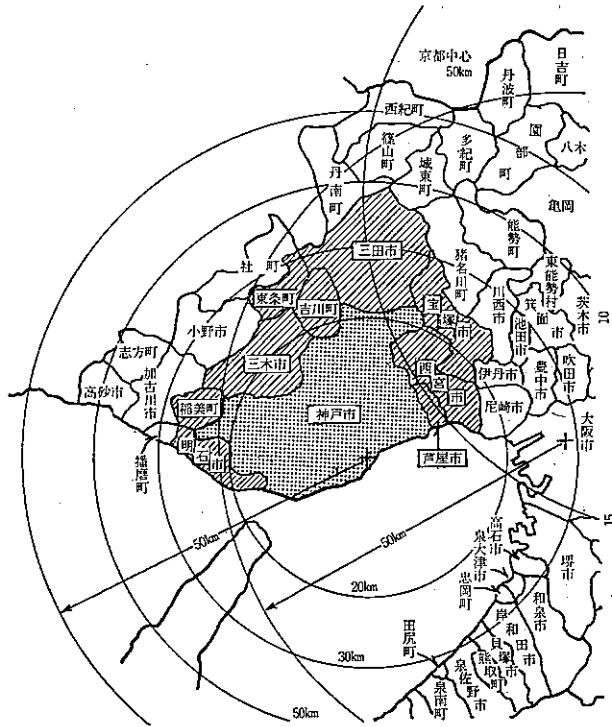 京都中心
50km
日吉町
丹波町
西紀町
園部町
八木
篠山町
多紀町
城東町
丹南町
亀岡
能勢町
三田市
猪名川町
東能勢村
社町
川西市
箕面市
茨木市
東条町
吉川町
宝塚市
池田市
10
小野市
豊中市
吹田市
志方町
三木市
伊丹市
西宮市
加古川市
高砂市
稲美町
神戸市
尼崎市
大阪市
明石市
芦屋市
播磨町
15
50km
50km
高石市
泉大津市
忠岡町
堺市
20km
和泉市
岸和田市
田尻町
貝塚市
熊取町
30km
泉佐野市
泉南町
50km